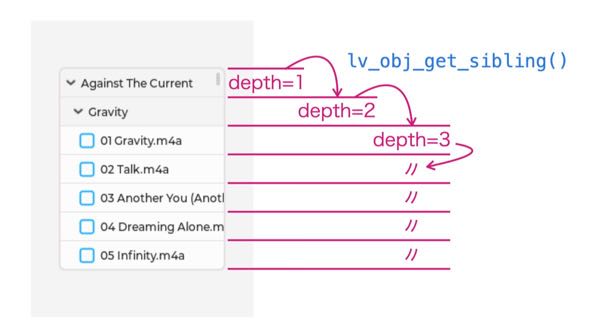 lv_obj_get_sibling()
Against The Current depth=1
Gravity depth=2
01 Gravity.m4a depth=3
02 Talk.m4a 〃
03 Another You (Anotl 〃
04 Dreaming Alone.m 〃
05 Infinity.m4a 〃